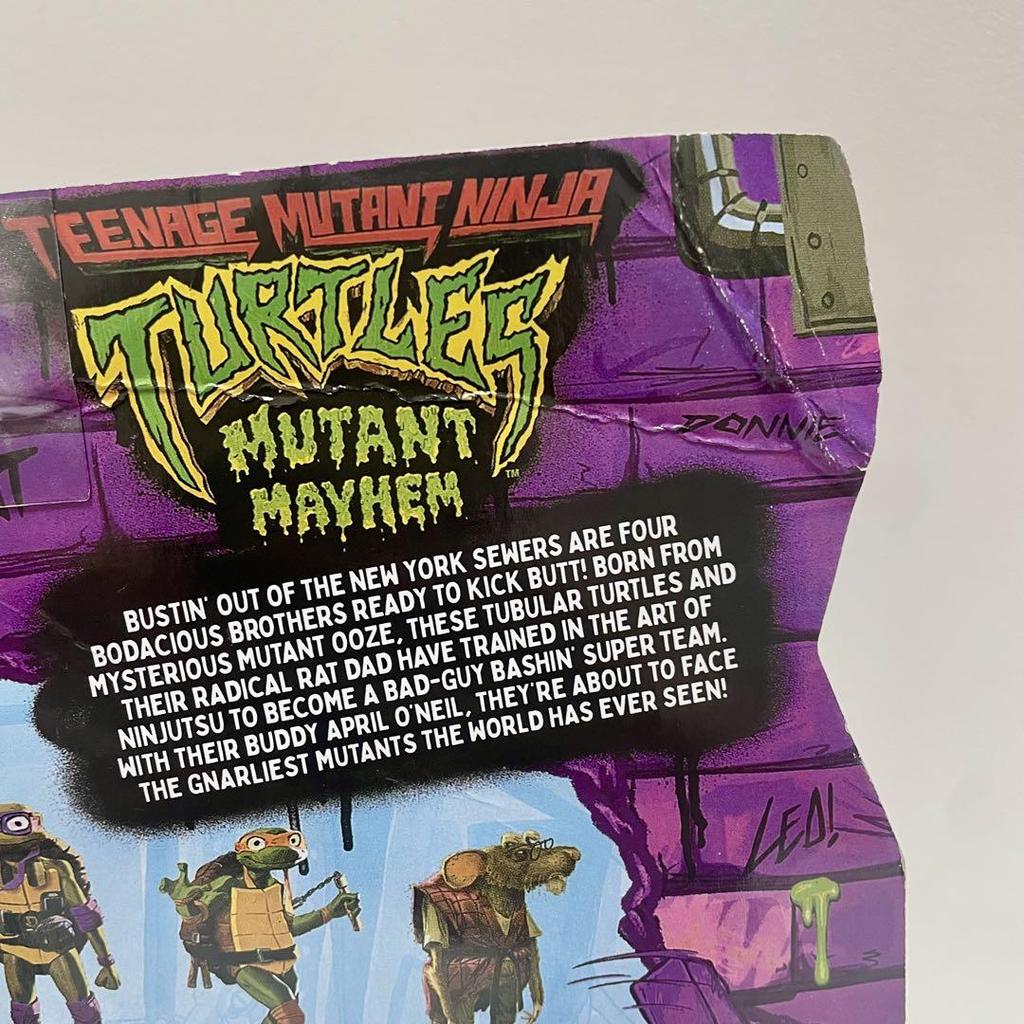 TEENAGE MUTANT NINJA
TURTLES
MUTANT
MAYHEM
™
DONNIE
BUSTIN' OUT OF THE NEW YORK SEWERS ARE FOUR
BODACIOUS BROTHERS READY TO KICK BUTT! BORN FROM
MYSTERIOUS MUTANT OOZE, THESE TUBULAR TURTLES AND
THEIR RADICAL RAT DAD HAVE TRAINED IN THE ART OF
NINJUTSU TO BECOME A BAD-GUY BASHIN' SUPER TEAM.
WITH THEIR BUDDY APRIL O'NEIL, THEY'RE ABOUT TO FACE
THE GNARLIEST MUTANTS THE WORLD HAS EVER SEEN!
LEO!